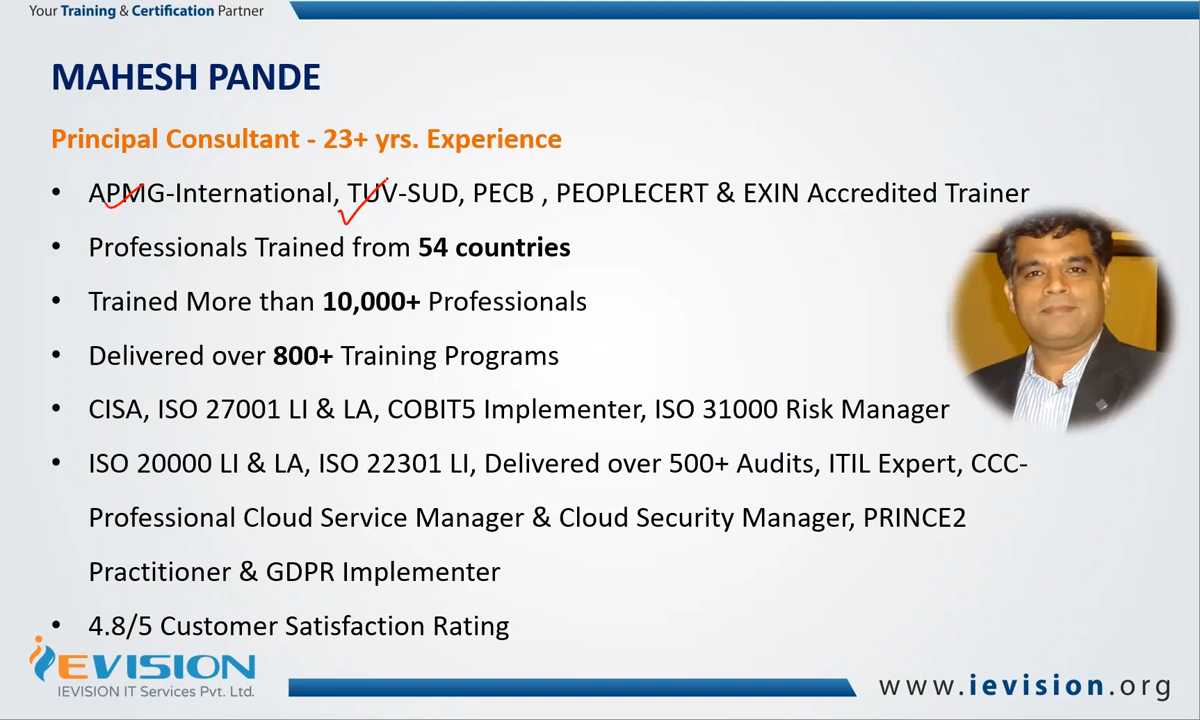 Your Training & Certification Partner
MAHESH PANDE
Principal Consultant - 23+ yrs. Experience
• APMG-International, TUV-SUD, PECB , PEOPLECERT & EXIN Accredited Trainer
• Professionals Trained from 54 countries
• Trained More than 10,000+ Professionals
• Delivered over 800+ Training Programs
• CISA, ISO 27001 LI & LA, COBIT5 Implementer, ISO 31000 Risk Manager
• ISO 20000 LI & LA, ISO 22301 LI, Delivered over 500+ Audits, ITIL Expert, CCC-
Professional Cloud Service Manager & Cloud Security Manager, PRINCE2
Practitioner & GDPR Implementer
• 4.8/5 Customer Satisfaction Rating
iEVISION
IEVISION IT Services Pvt. Ltd.
www.ievision.org